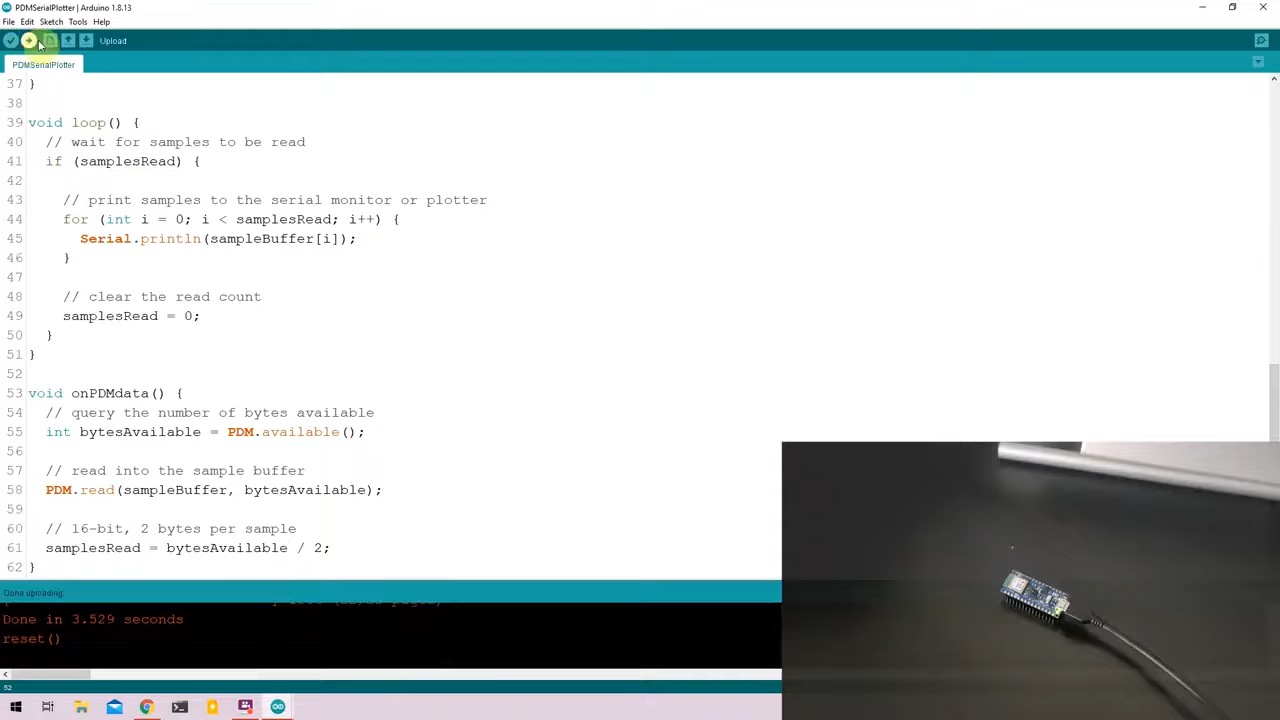 PDMSerialPlotter | Arduino 1.8.13
File Edit Sketch Tools Help
Upload
PDMSerialPlotter
37 }
38
39 void loop() {
40 // wait for samples to be read
41 if (samplesRead) {
42
43 // print samples to the serial monitor or plotter
44 for (int i = 0; i < samplesRead; i++) {
45 Serial.println(sampleBuffer[i]);
46 }
47
48 // clear the read count
49 samplesRead = 0;
50 }
51 }
52
53 void onPDMdata() {
54 // query the number of bytes available
55 int bytesAvailable = PDM.available();
56
57 // read into the sample buffer
58 PDM.read(sampleBuffer, bytesAvailable);
59
60 // 16-bit, 2 bytes per sample
61 samplesRead = bytesAvailable / 2;
62 }
Done uploading.
Done in 3.529 seconds
reset()
52